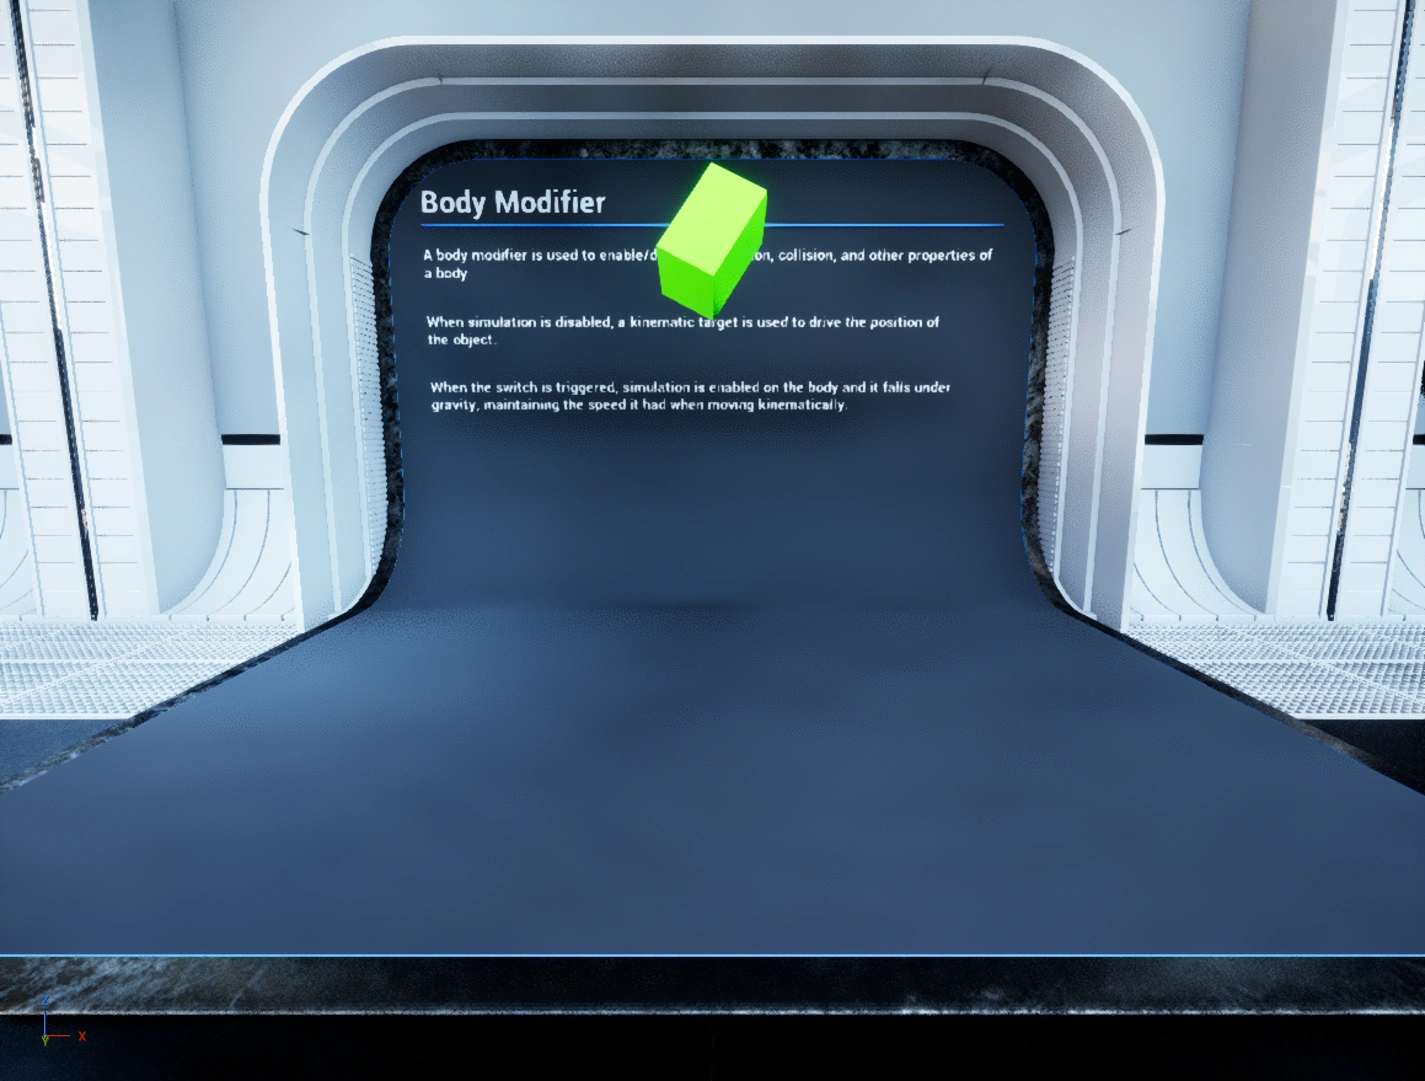 Body Modifier
A body modifier is used to enable/d on, collision, and other properties of
a body
When simulation is disabled, a kinematic target is used to drive the position of
the object.
When the switch is triggered, simulation is enabled on the body and it falls under
gravity, maintaining the speed it had when moving kinematically.
Z
X
Y